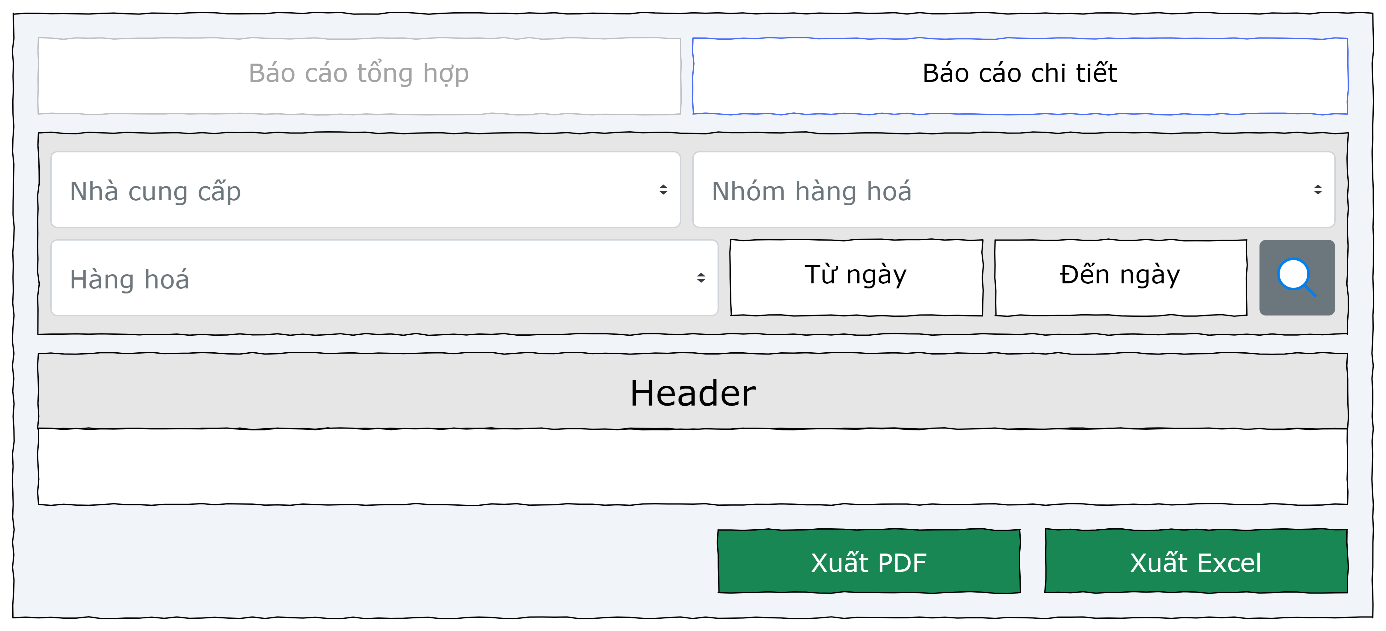 Báo cáo tổng hợp
Báo cáo chi tiết
Nhà cung cấp
Nhóm hàng hoá
Hàng hoá
Từ ngày
Đến ngày
Header
Xuất PDF
Xuất Excel